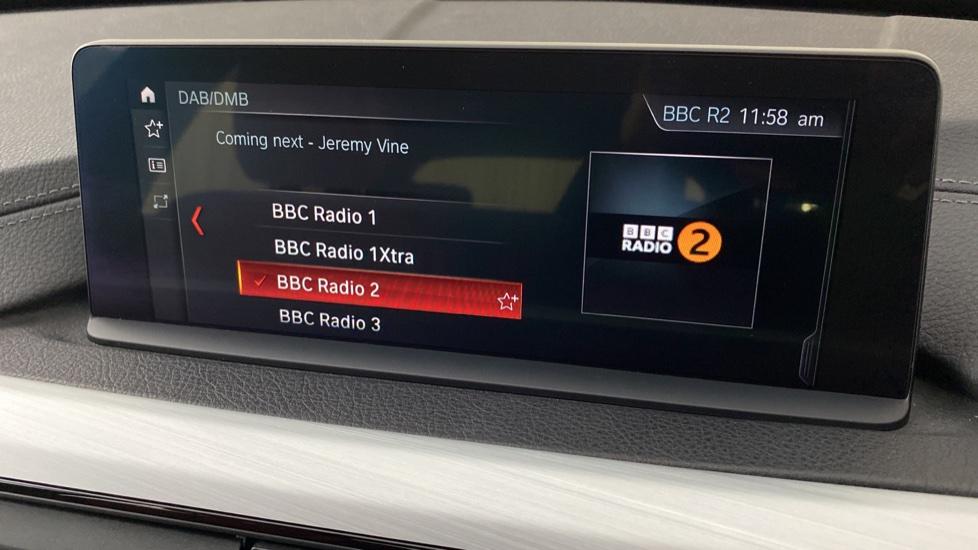 DAB/DMB
BBC R2 11:58 am
Coming next - Jeremy Vine
BBC Radio 1
BBC Radio 1Xtra
BBC Radio 2
BBC Radio 3
BBC
RADIO 2